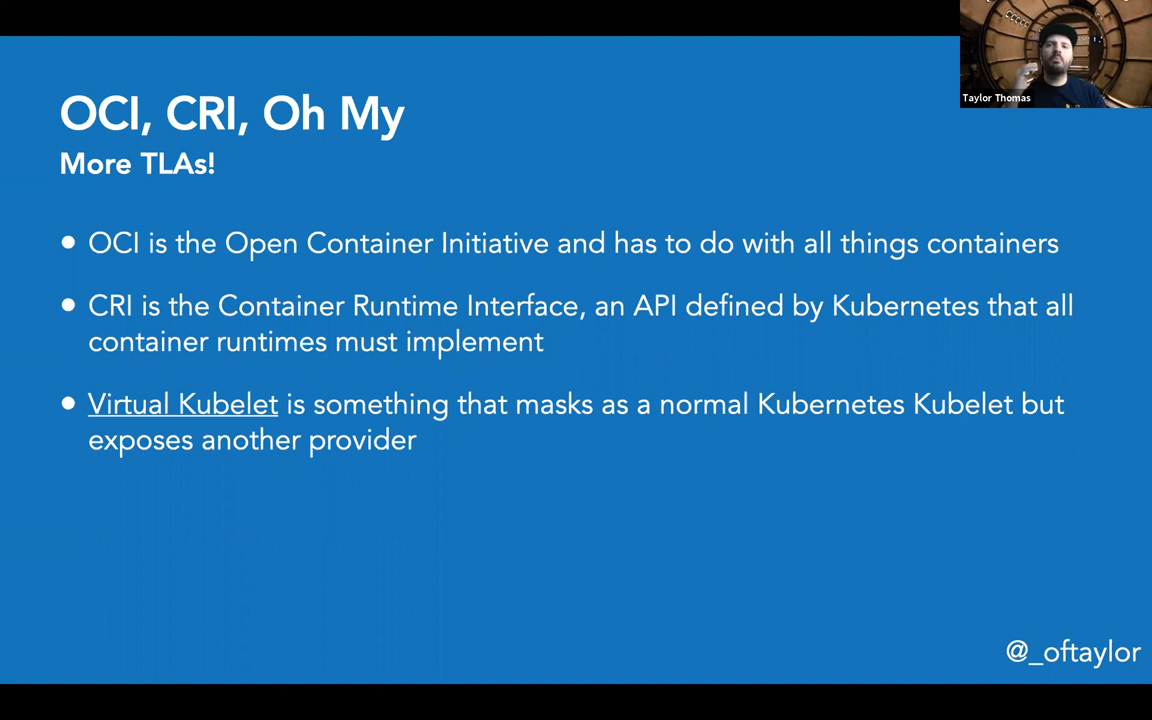 Taylor Thomas
OCI, CRI, Oh My
More TLAs!
• OCI is the Open Container Initiative and has to do with all things containers
• CRI is the Container Runtime Interface, an API defined by Kubernetes that all
container runtimes must implement
• Virtual Kubelet is something that masks as a normal Kubernetes Kubelet but
exposes another provider
@_oftaylor